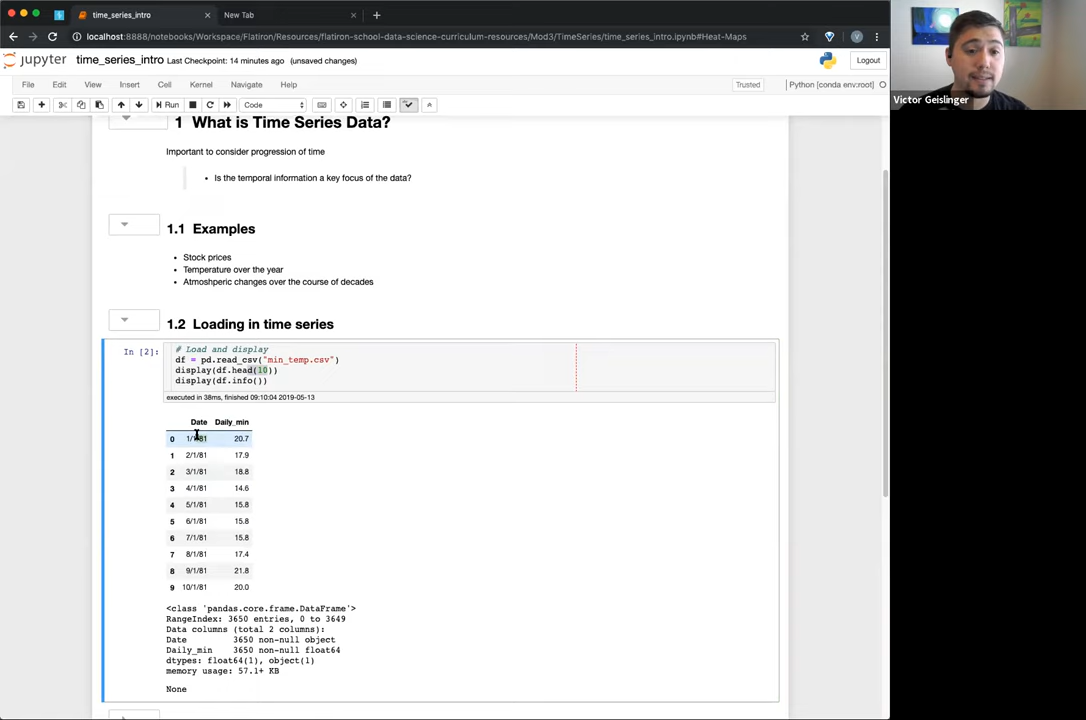 time_series_intro
New Tab
localhost:8888/notebooks/Workspace/Flatiron/Resources/flatiron-school-data-science-curriculum-resources/Mod3/TimeSeries/time_series_intro.ipynb#Heat-Maps
V
jupyter time_series_intro Last Checkpoint: 14 minutes ago (unsaved changes)
Logout
File Edit View Insert Cell Kernel Navigate Help
Trusted
Python [conda env:root]
Run
Code
Victor Geislinger
1 What is Time Series Data?
Important to consider progression of time
• Is the temporal information a key focus of the data?
1.1 Examples
• Stock prices
• Temperature over the year
• Atmoshperic changes over the course of decades
1.2 Loading in time series
In [2]:
# Load and display
df = pd.read_csv("min_temp.csv")
display(df.head(10))
display(df.info())
executed in 38ms, finished 09:10:04 2019-05-13
Date Daily_min
0 1/1/81 20.7
1 2/1/81 17.9
2 3/1/81 18.8
3 4/1/81 14.6
4 5/1/81 15.8
5 6/1/81 15.8
6 7/1/81 15.8
7 8/1/81 17.4
8 9/1/81 21.8
9 10/1/81 20.0
<class 'pandas.core.frame.DataFrame'>
RangeIndex: 3650 entries, 0 to 3649
Data columns (total 2 columns):
Date 3650 non-null object
Daily_min 3650 non-null float64
dtypes: float64(1), object(1)
memory usage: 57.1+ KB
None